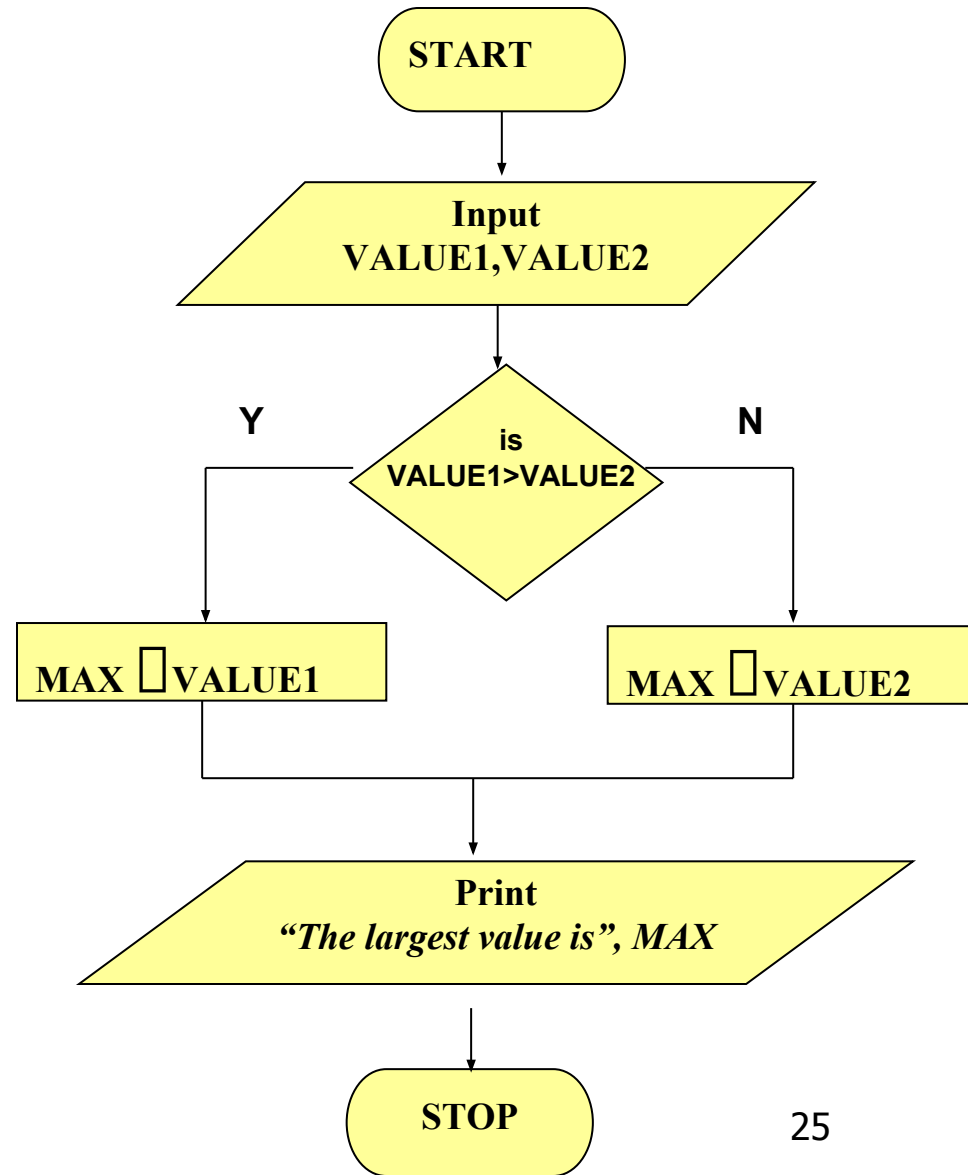 START
Input
VALUE1,VALUE2
Y
N
is
VALUE1>VALUE2
MAX □ VALUE1
MAX □ VALUE2
Print
“The largest value is”, MAX
STOP
25